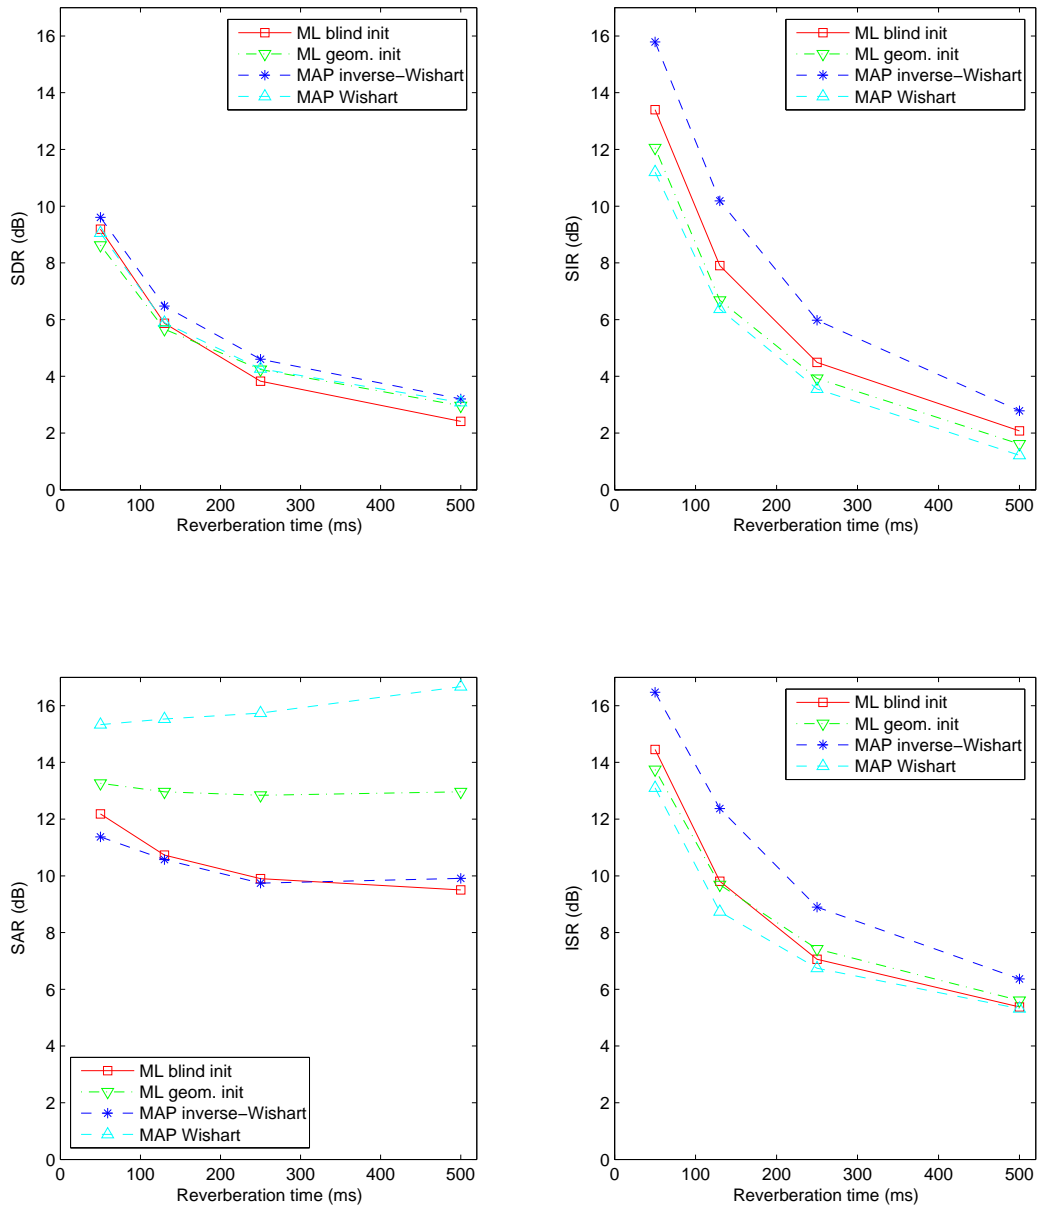 16
14
12
10
8
6
4
2
0
SDR (dB)
ML blind init
ML geom. init
MAP inverse−Wishart
MAP Wishart
0 100 200 300 400 500
Reverberation time (ms)
16
14
12
10
8
6
4
2
0
SIR (dB)
ML blind init
ML geom. init
MAP inverse−Wishart
MAP Wishart
0 100 200 300 400 500
Reverberation time (ms)
16
14
12
10
8
6
4
2
0
SAR (dB)
ML blind init
ML geom. init
MAP inverse−Wishart
MAP Wishart
0 100 200 300 400 500
Reverberation time (ms)
16
14
12
10
8
6
4
2
0
ISR (dB)
ML blind init
ML geom. init
MAP inverse−Wishart
MAP Wishart
0 100 200 300 400 500
Reverberation time (ms)